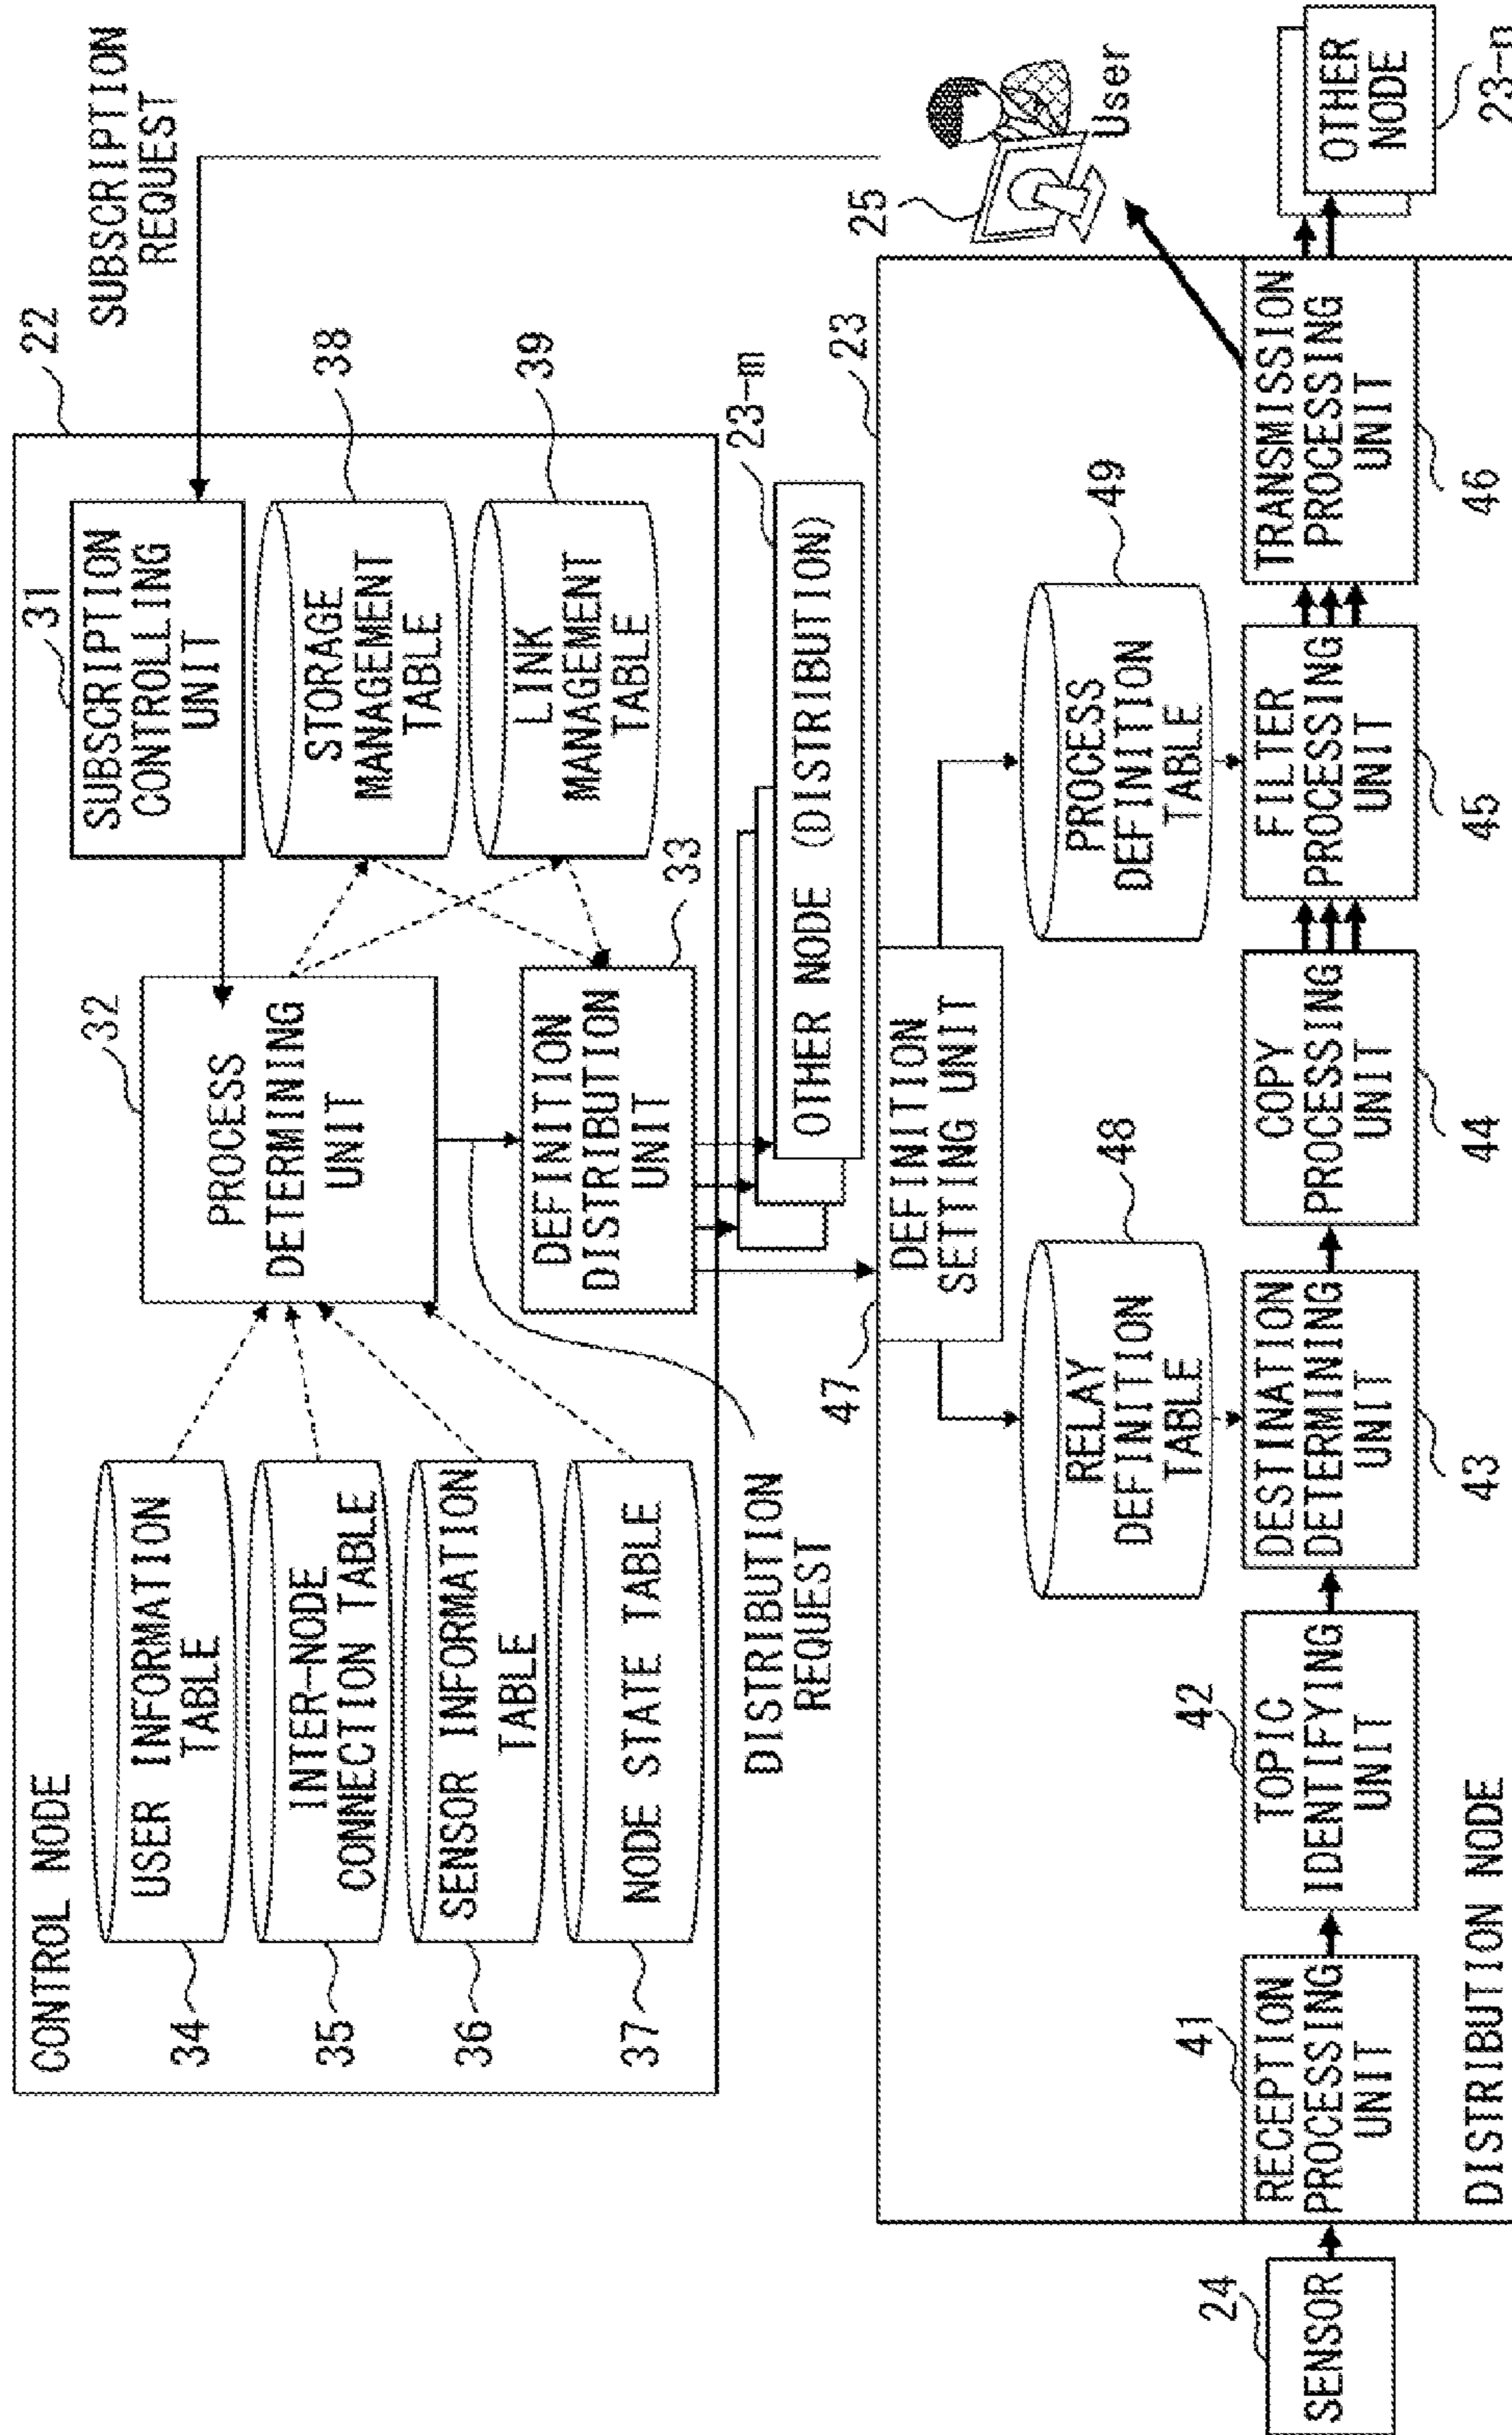 CONTROL NODE
22
SUBSCRIPTION
REQUEST
34
USER INFORMATION
TABLE
35
INTER-NODE
CONNECTION TABLE
36
SENSOR INFORMATION
TABLE
37
NODE STATE TABLE
32
PROCESS
DETERMINING
UNIT
31
SUBSCRIPTION
CONTROLLING
UNIT
38
STORAGE
MANAGEMENT
TABLE
39
LINK
MANAGEMENT
TABLE
33
DEFINITION
DISTRIBUTION
UNIT
DISTRIBUTION
REQUEST
23-m
OTHER NODE (DISTRIBUTION)
47
DEFINITION
SETTING UNIT
23
25
User
48
RELAY
DEFINITION
TABLE
49
PROCESS
DEFINITION
TABLE
24
SENSOR
41
RECEPTION
PROCESSING
UNIT
42
TOPIC
IDENTIFYING
UNIT
DESTINATION
DETERMINING
UNIT
43
COPY
PROCESSING
UNIT
44
FILTER
PROCESSING
UNIT
45
TRANSMISSION
PROCESSING
UNIT
46
OTHER
NODE
23-n
DISTRIBUTION NODE